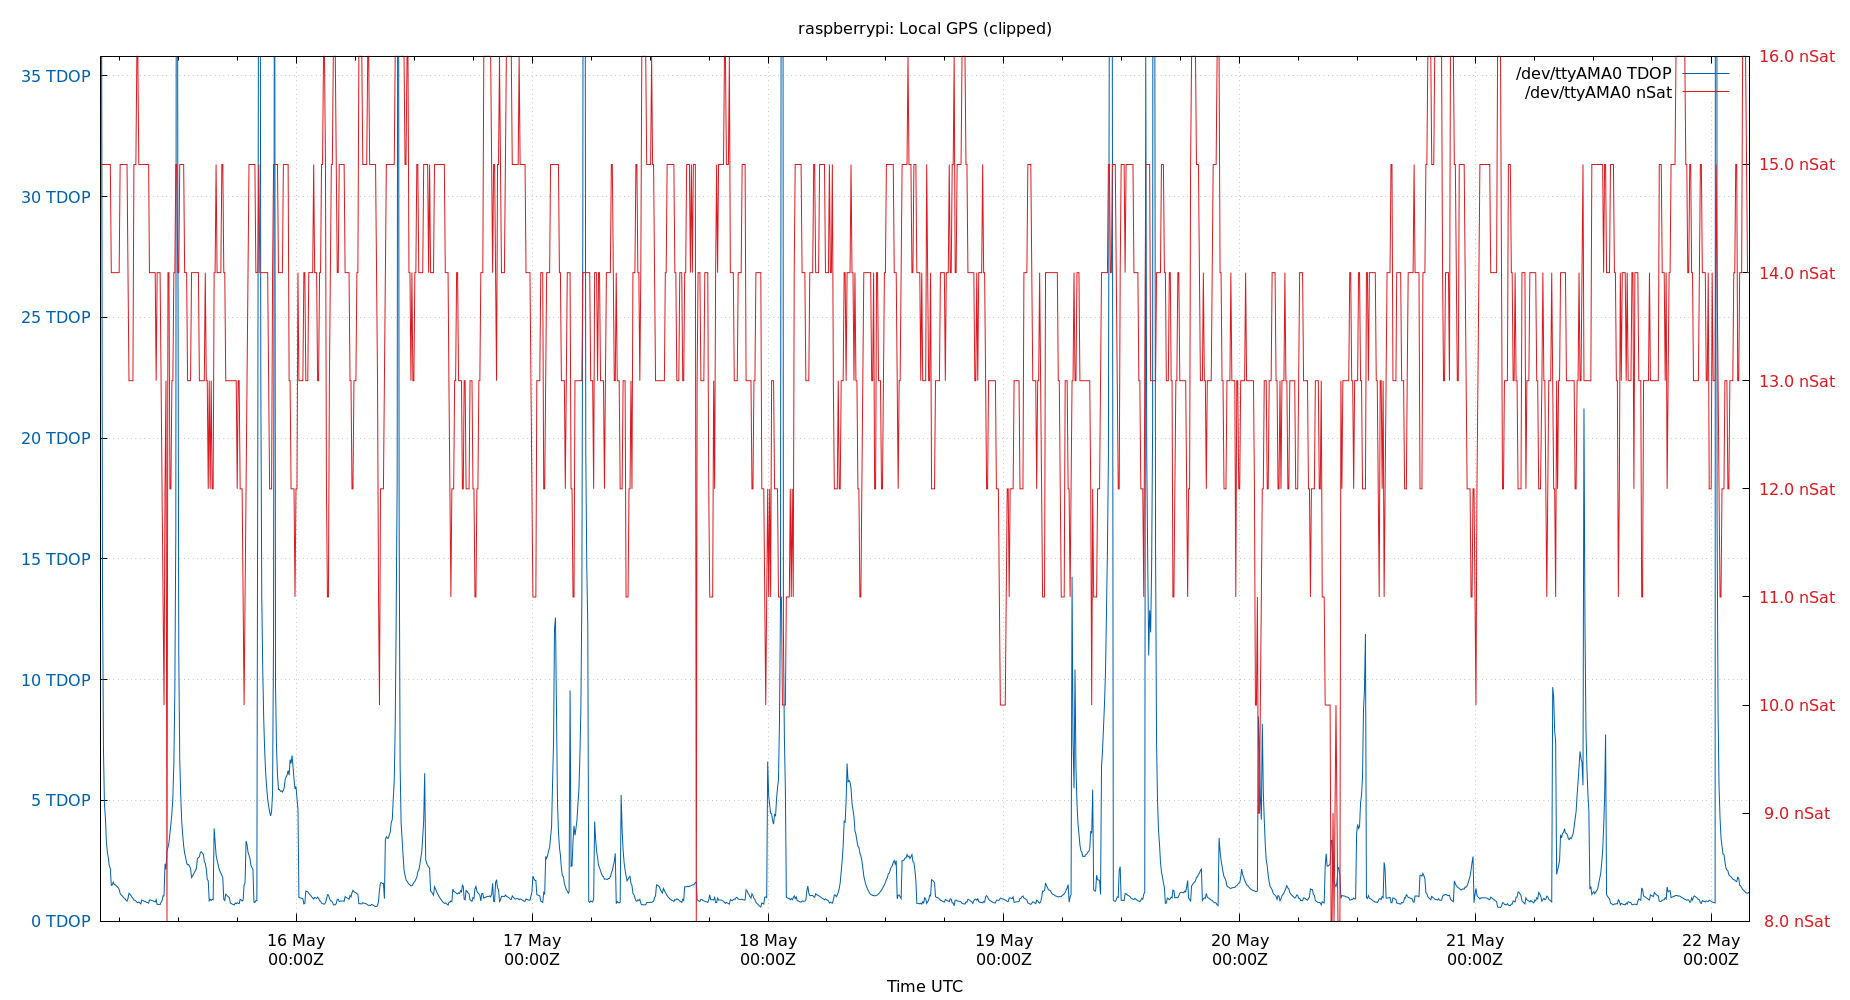 raspberrypi: Local GPS (clipped)
35 TDOP
30 TDOP
25 TDOP
20 TDOP
15 TDOP
10 TDOP
5 TDOP
0 TDOP
/dev/ttyAMA0 TDOP
/dev/ttyAMA0 nSat
16.0 nSat
15.0 nSat
14.0 nSat
13.0 nSat
12.0 nSat
11.0 nSat
10.0 nSat
9.0 nSat
8.0 nSat
16 May
00:00Z
17 May
00:00Z
18 May
00:00Z
19 May
00:00Z
20 May
00:00Z
21 May
00:00Z
22 May
00:00Z
Time UTC